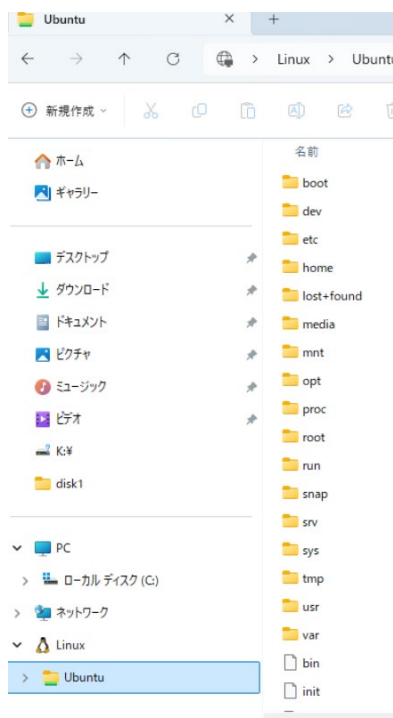 Ubuntu
Linux > Ubuntu
新規作成
名前
ホーム
ギャラリー
デスクトップ
ダウンロード
ドキュメント
ピクチャ
ミュージック
ビデオ
K:¥
disk1
PC
ローカル ディスク (C:)
ネットワーク
Linux
Ubuntu
boot
dev
etc
home
lost+found
media
mnt
opt
proc
root
run
snap
srv
sys
tmp
usr
var
bin
init